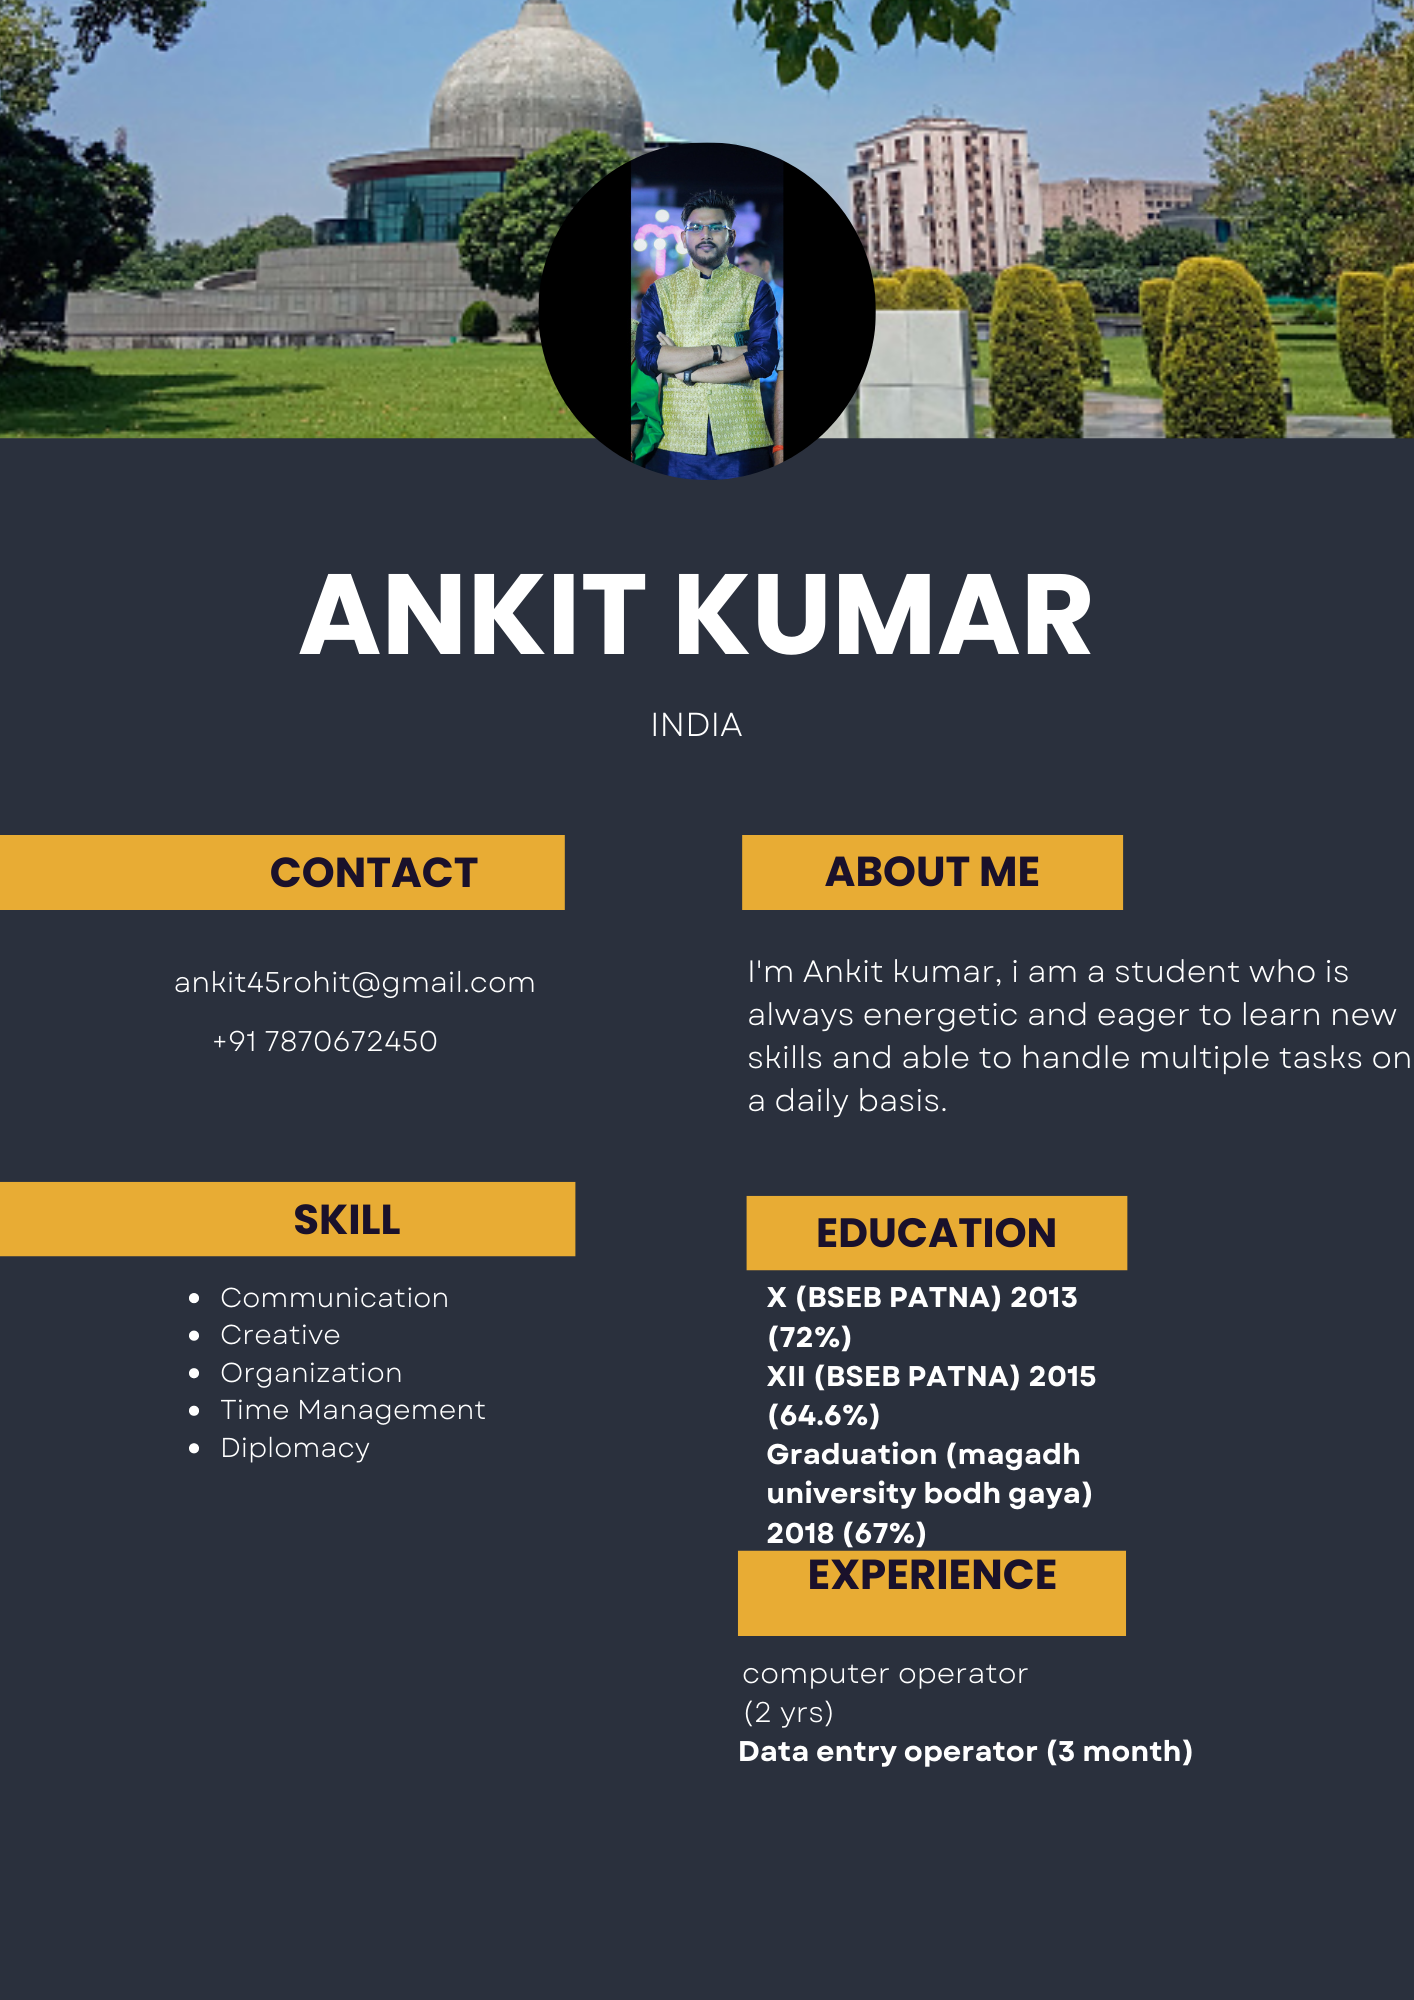 ANKIT KUMAR
INDIA
CONTACT
ankit45rohit@gmail.com
+91 7870672450
SKILL
Communication
Creative
Organization
Time Management
Diplomacy
ABOUT ME
I'm Ankit kumar, i am a student who is
always energetic and eager to learn new
skills and able to handle multiple tasks on
a daily basis.
EDUCATION
X (BSEB PATNA) 2013
(72%)
XII (BSEB PATNA) 2015
(64.6%)
Graduation (magadh
university bodh gaya)
2018 (67%)
EXPERIENCE
computer operator
(2 yrs)
Data entry operator (3 month)